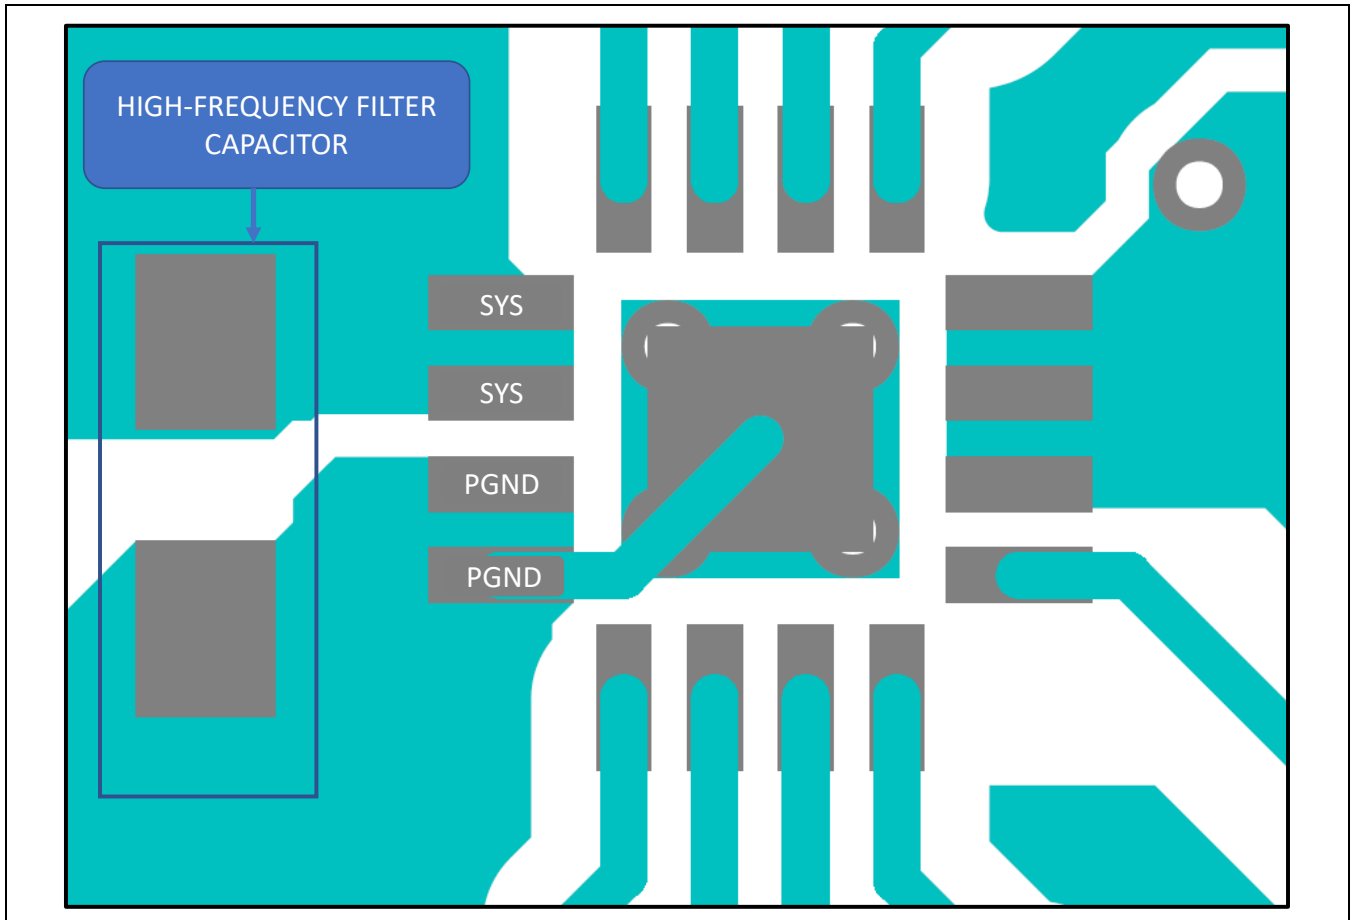 HIGH-FREQUENCY FILTER
CAPACITOR
SYS
SYS
PGND
PGND